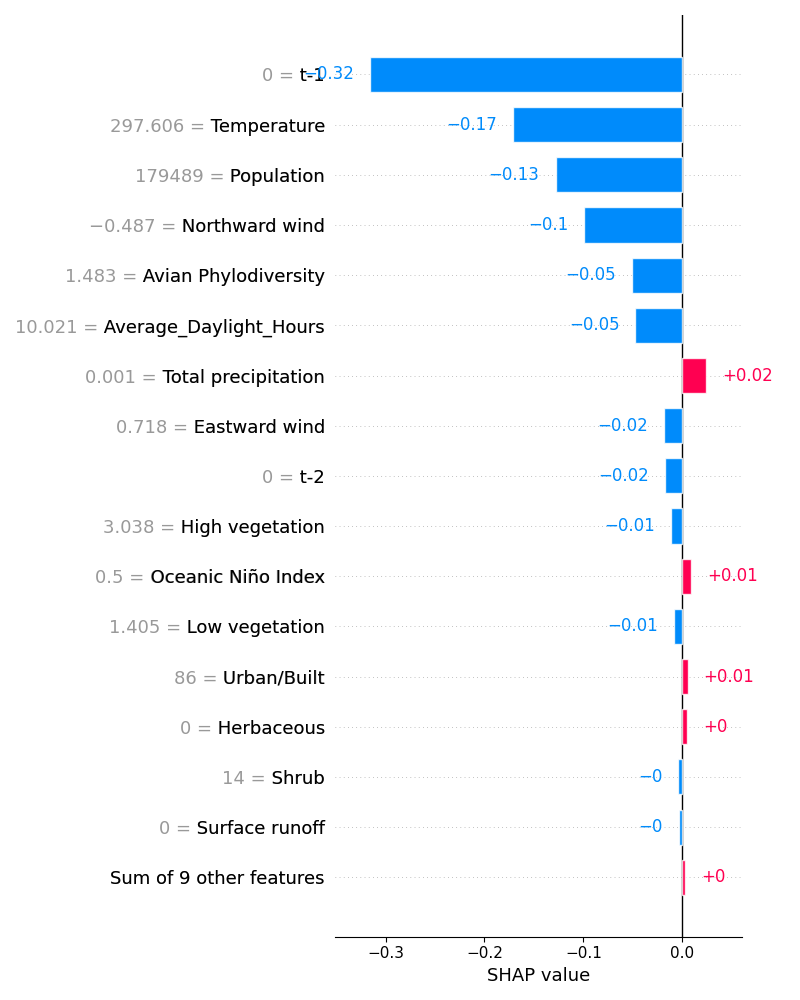 0 = t-1 −0.32
297.606 = Temperature −0.17
179489 = Population −0.13
−0.487 = Northward wind −0.1
1.483 = Avian Phylodiversity −0.05
10.021 = Average_Daylight_Hours −0.05
0.001 = Total precipitation +0.02
0.718 = Eastward wind −0.02
0 = t-2 −0.02
3.038 = High vegetation −0.01
0.5 = Oceanic Niño Index +0.01
1.405 = Low vegetation −0.01
86 = Urban/Built +0.01
0 = Herbaceous +0
14 = Shrub −0
0 = Surface runoff −0
Sum of 9 other features +0
−0.3 −0.2 −0.1 0.0
SHAP value